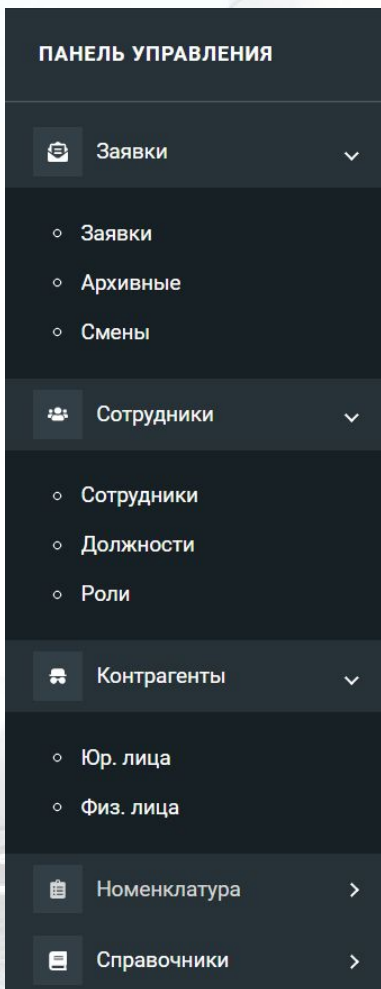 ПАНЕЛЬ УПРАВЛЕНИЯ
Заявки
Заявки
Архивные
Смены
Сотрудники
Сотрудники
Должности
Роли
Контрагенты
Юр. лица
Физ. лица
Номенклатура
Справочники